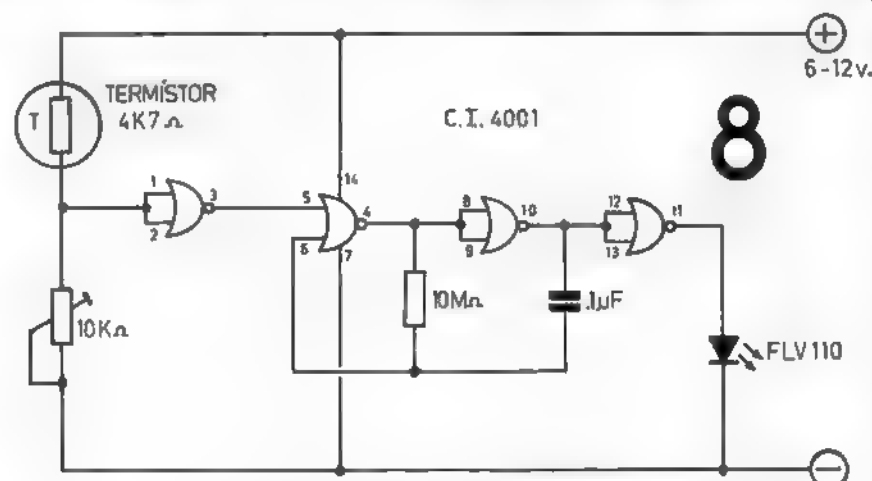 +
6-12v.
TERMÍSTOR
T 4K7Ω
C.I. 4001
8
14
1
3
5
2
4
8
10
12
11
6
7
9
13
10KΩ
10MΩ
.1µF
FLV110
−